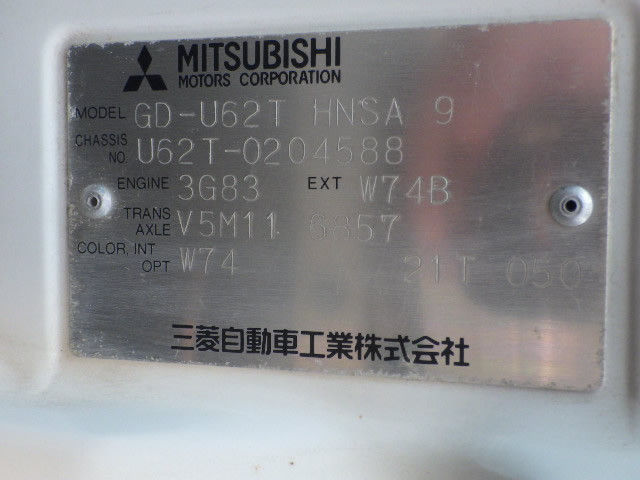 MITSUBISHI
MOTORS CORPORATION
MODEL GD-U62T HNSA 9
CHASSIS NO. U62T-0204588
ENGINE 3G83 EXT W74B
TRANS AXLE V5M11 6357
COLOR, INT OPT W74 21T 050
三菱自動車工業株式会社